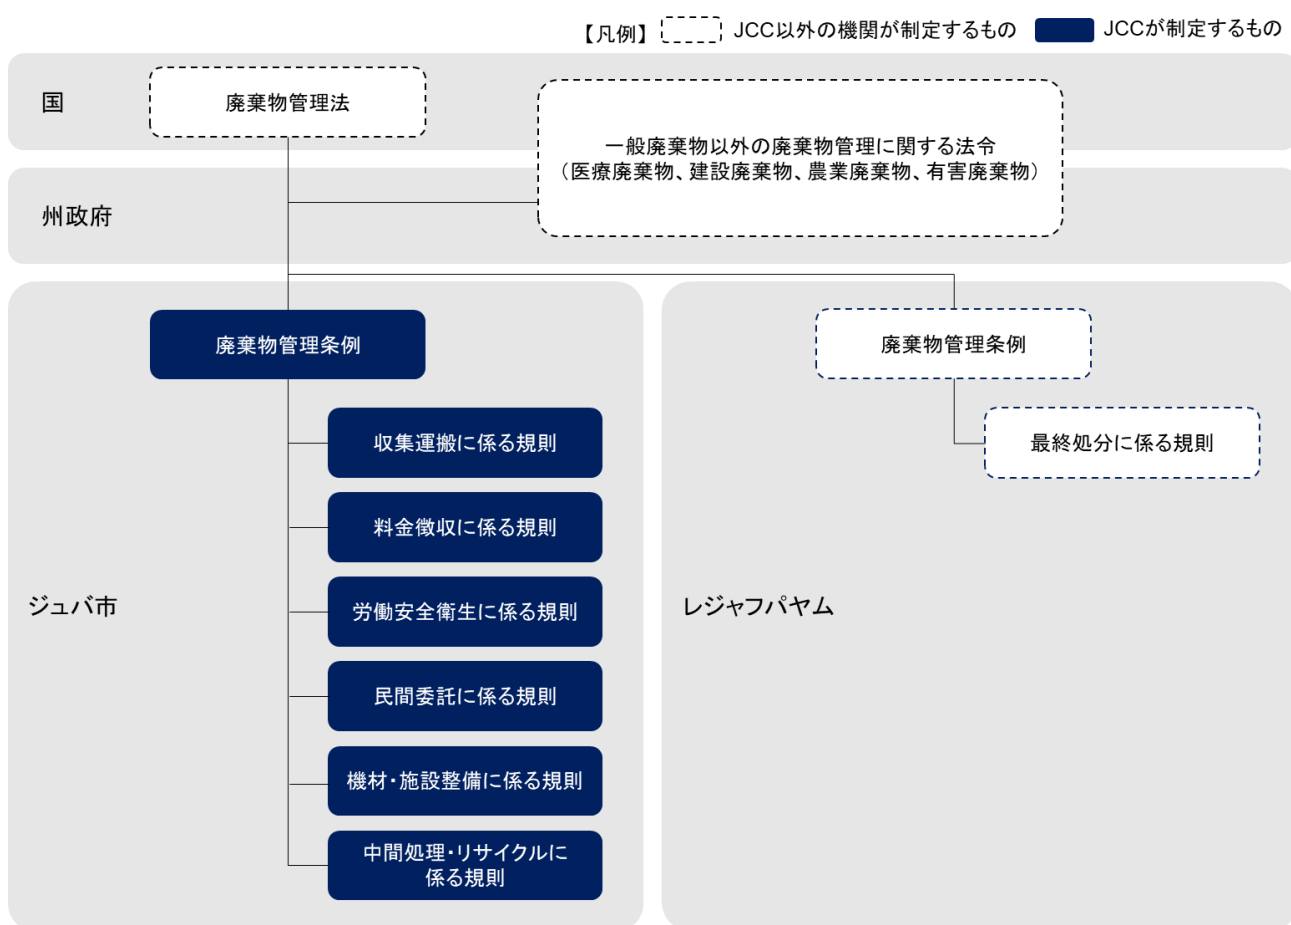 【凡例】 JCC以外の機関が制定するもの JCCが制定するもの
国
廃棄物管理法
一般廃棄物以外の廃棄物管理に関する法令
（医療廃棄物、建設廃棄物、農業廃棄物、有害廃棄物）
州政府
廃棄物管理条例
収集運搬に係る規則
料金徴収に係る規則
労働安全衛生に係る規則
民間委託に係る規則
機材・施設整備に係る規則
中間処理・リサイクルに
係る規則
ジュバ市
廃棄物管理条例
最終処分に係る規則
レジャフパヤム